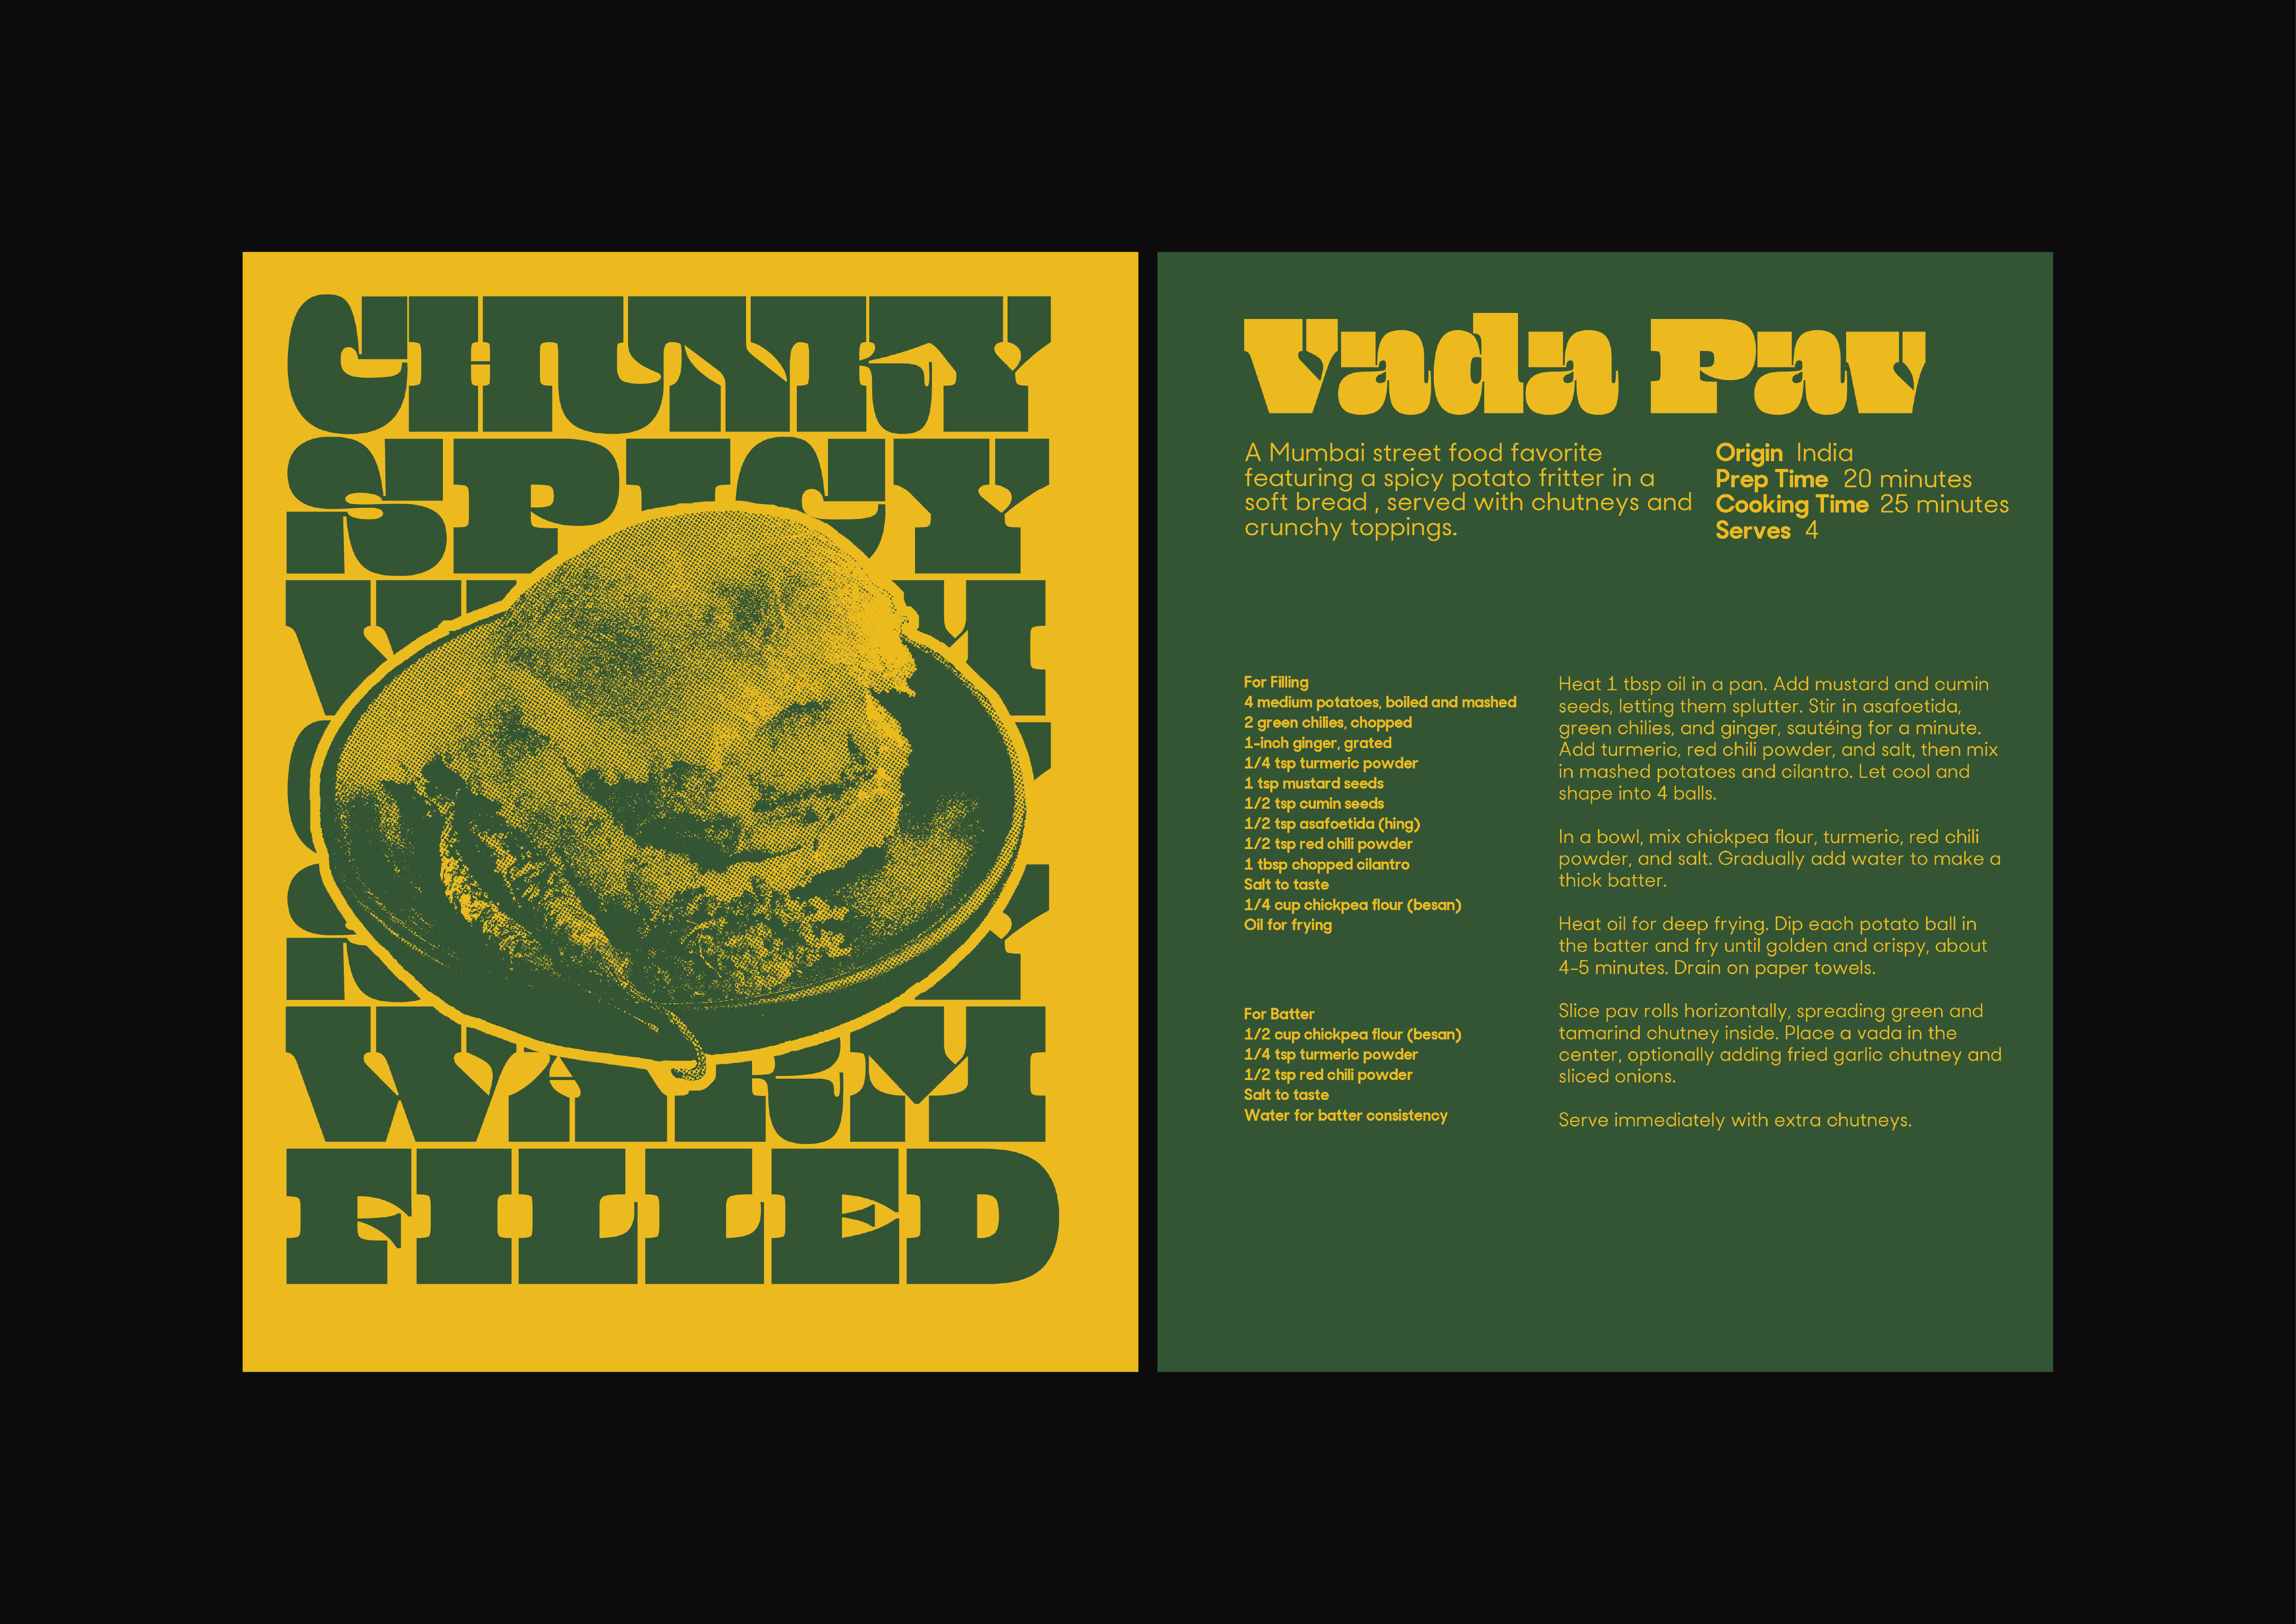 CHUNKY
SPICY
WARM
FILLED
Vada Pav
A Mumbai street food favorite
featuring a spicy potato fritter in a
soft bread , served with chutneys and
crunchy toppings.
Origin India
Prep Time 20 minutes
Cooking Time 25 minutes
Serves 4
For Filling
4 medium potatoes, boiled and mashed
2 green chilies, chopped
1-inch ginger, grated
1/4 tsp turmeric powder
1 tsp mustard seeds
1/2 tsp cumin seeds
1/2 tsp asafoetida (hing)
1/2 tsp red chili powder
1 tbsp chopped cilantro
Salt to taste
1/4 cup chickpea flour (besan)
Oil for frying
For Batter
1/2 cup chickpea flour (besan)
1/4 tsp turmeric powder
1/2 tsp red chili powder
Salt to taste
Water for batter consistency
Heat 1 tbsp oil in a pan. Add mustard and cumin
seeds, letting them splutter. Stir in asafoetida,
green chilies, and ginger, sautéing for a minute.
Add turmeric, red chili powder, and salt, then mix
in mashed potatoes and cilantro. Let cool and
shape into 4 balls.
In a bowl, mix chickpea flour, turmeric, red chili
powder, and salt. Gradually add water to make a
thick batter.
Heat oil for deep frying. Dip each potato ball in
the batter and fry until golden and crispy, about
4-5 minutes. Drain on paper towels.
Slice pav rolls horizontally, spreading green and
tamarind chutney inside. Place a vada in the
center, optionally adding fried garlic chutney and
sliced onions.
Serve immediately with extra chutneys.